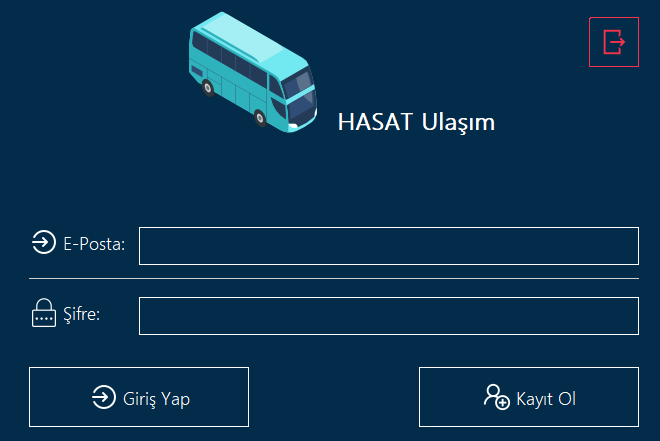 HASAT Ulaşım
E-Posta:
Şifre:
Giriş Yap
Kayıt Ol